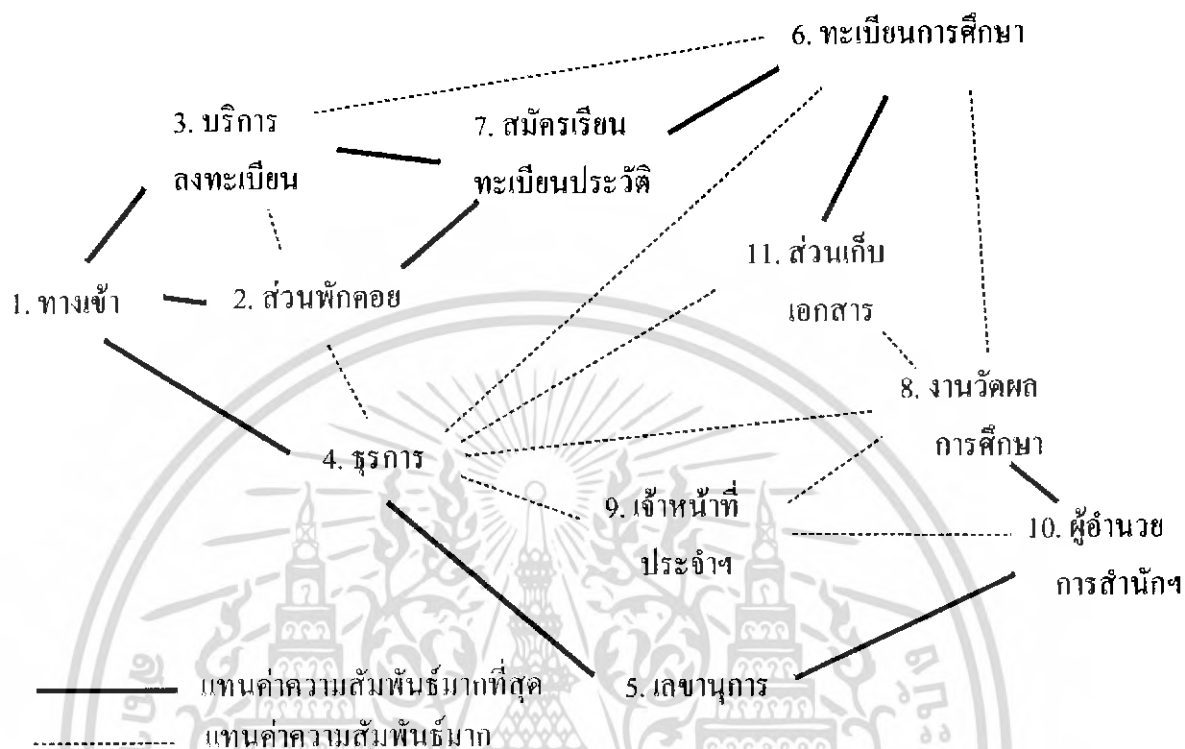 6. ทะเบียนการศึกษา
3. บริการ
ลงทะเบียน
7. สมัครเรียน
ทะเบียนประวัติ
11. ส่วนเก็บ
เอกสาร
1. ทางเข้า
2. ส่วนพักคอย
8. งานวัดผล
การศึกษา
4. ธุรการ
9. เจ้าหน้าที่
ประจำฯ
10. ผู้อำนวย
การสำนักฯ
5. เลขานุการ
แทนค่าความสัมพันธ์มากที่สุด
แทนค่าความสัมพันธ์มาก